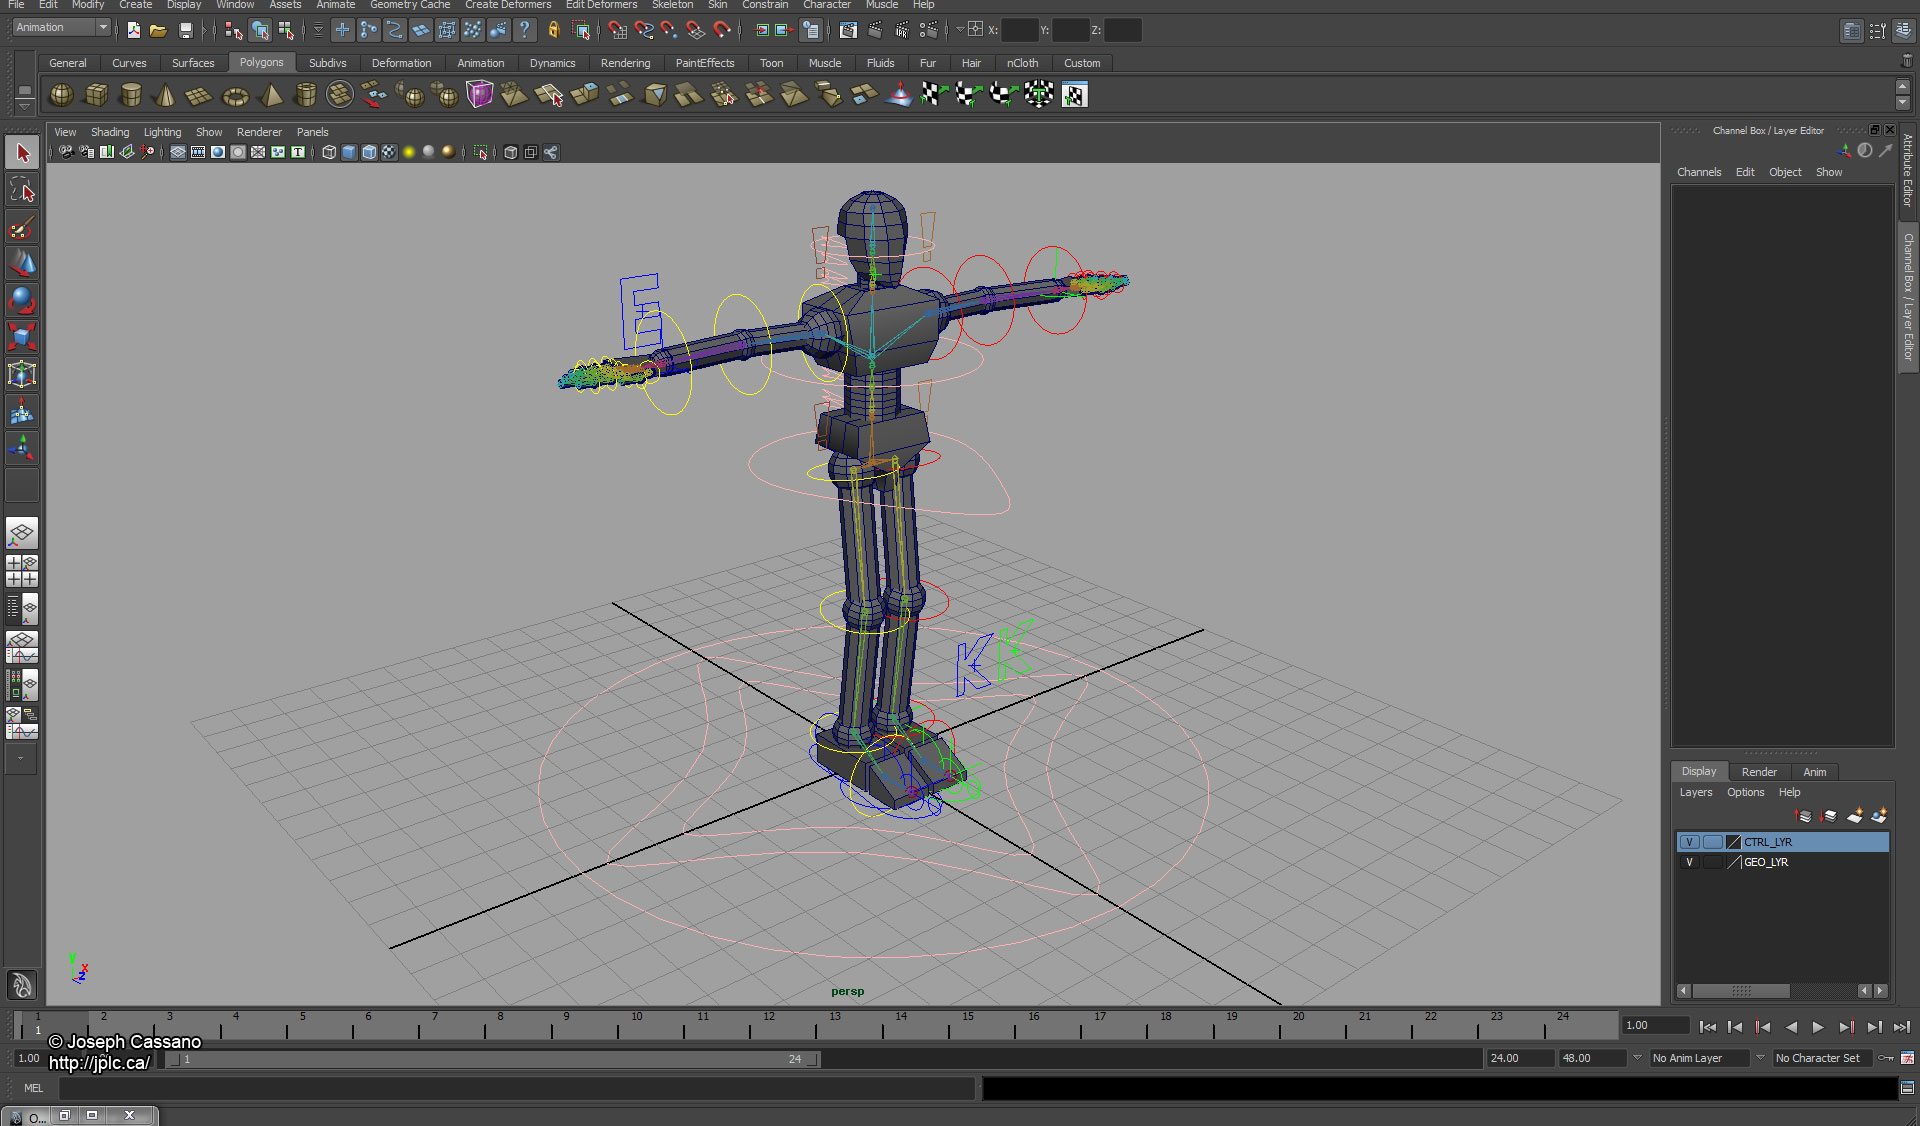 File Edit Modify Create Display Window Assets Animate Geometry Cache Create Deformers Edit Deformers Skeleton Skin Constrain Character Muscle Help
Animation X: Y: Z:
General Curves Surfaces Polygons Subdivs Deformation Animation Dynamics Rendering PaintEffects Toon Muscle Fluids Fur Hair nCloth Custom
View Shading Lighting Show Renderer Panels
Channel Box / Layer Editor
Channels Edit Object Show
Attribute Editor
Channel Box / Layer Editor
K K
y x z
persp
Display Render Anim
Layers Options Help
V CTRL_LYR
V GEO_LYR
1 2 3 4 5 6 7 8 9 10 11 12 13 14 15 16 17 18 19 20 21 22 23 24
1
1.00
© Joseph Cassano
http://jplc.ca/
1.00 1 24 24.00 48.00 No Anim Layer No Character Set
MEL
O...